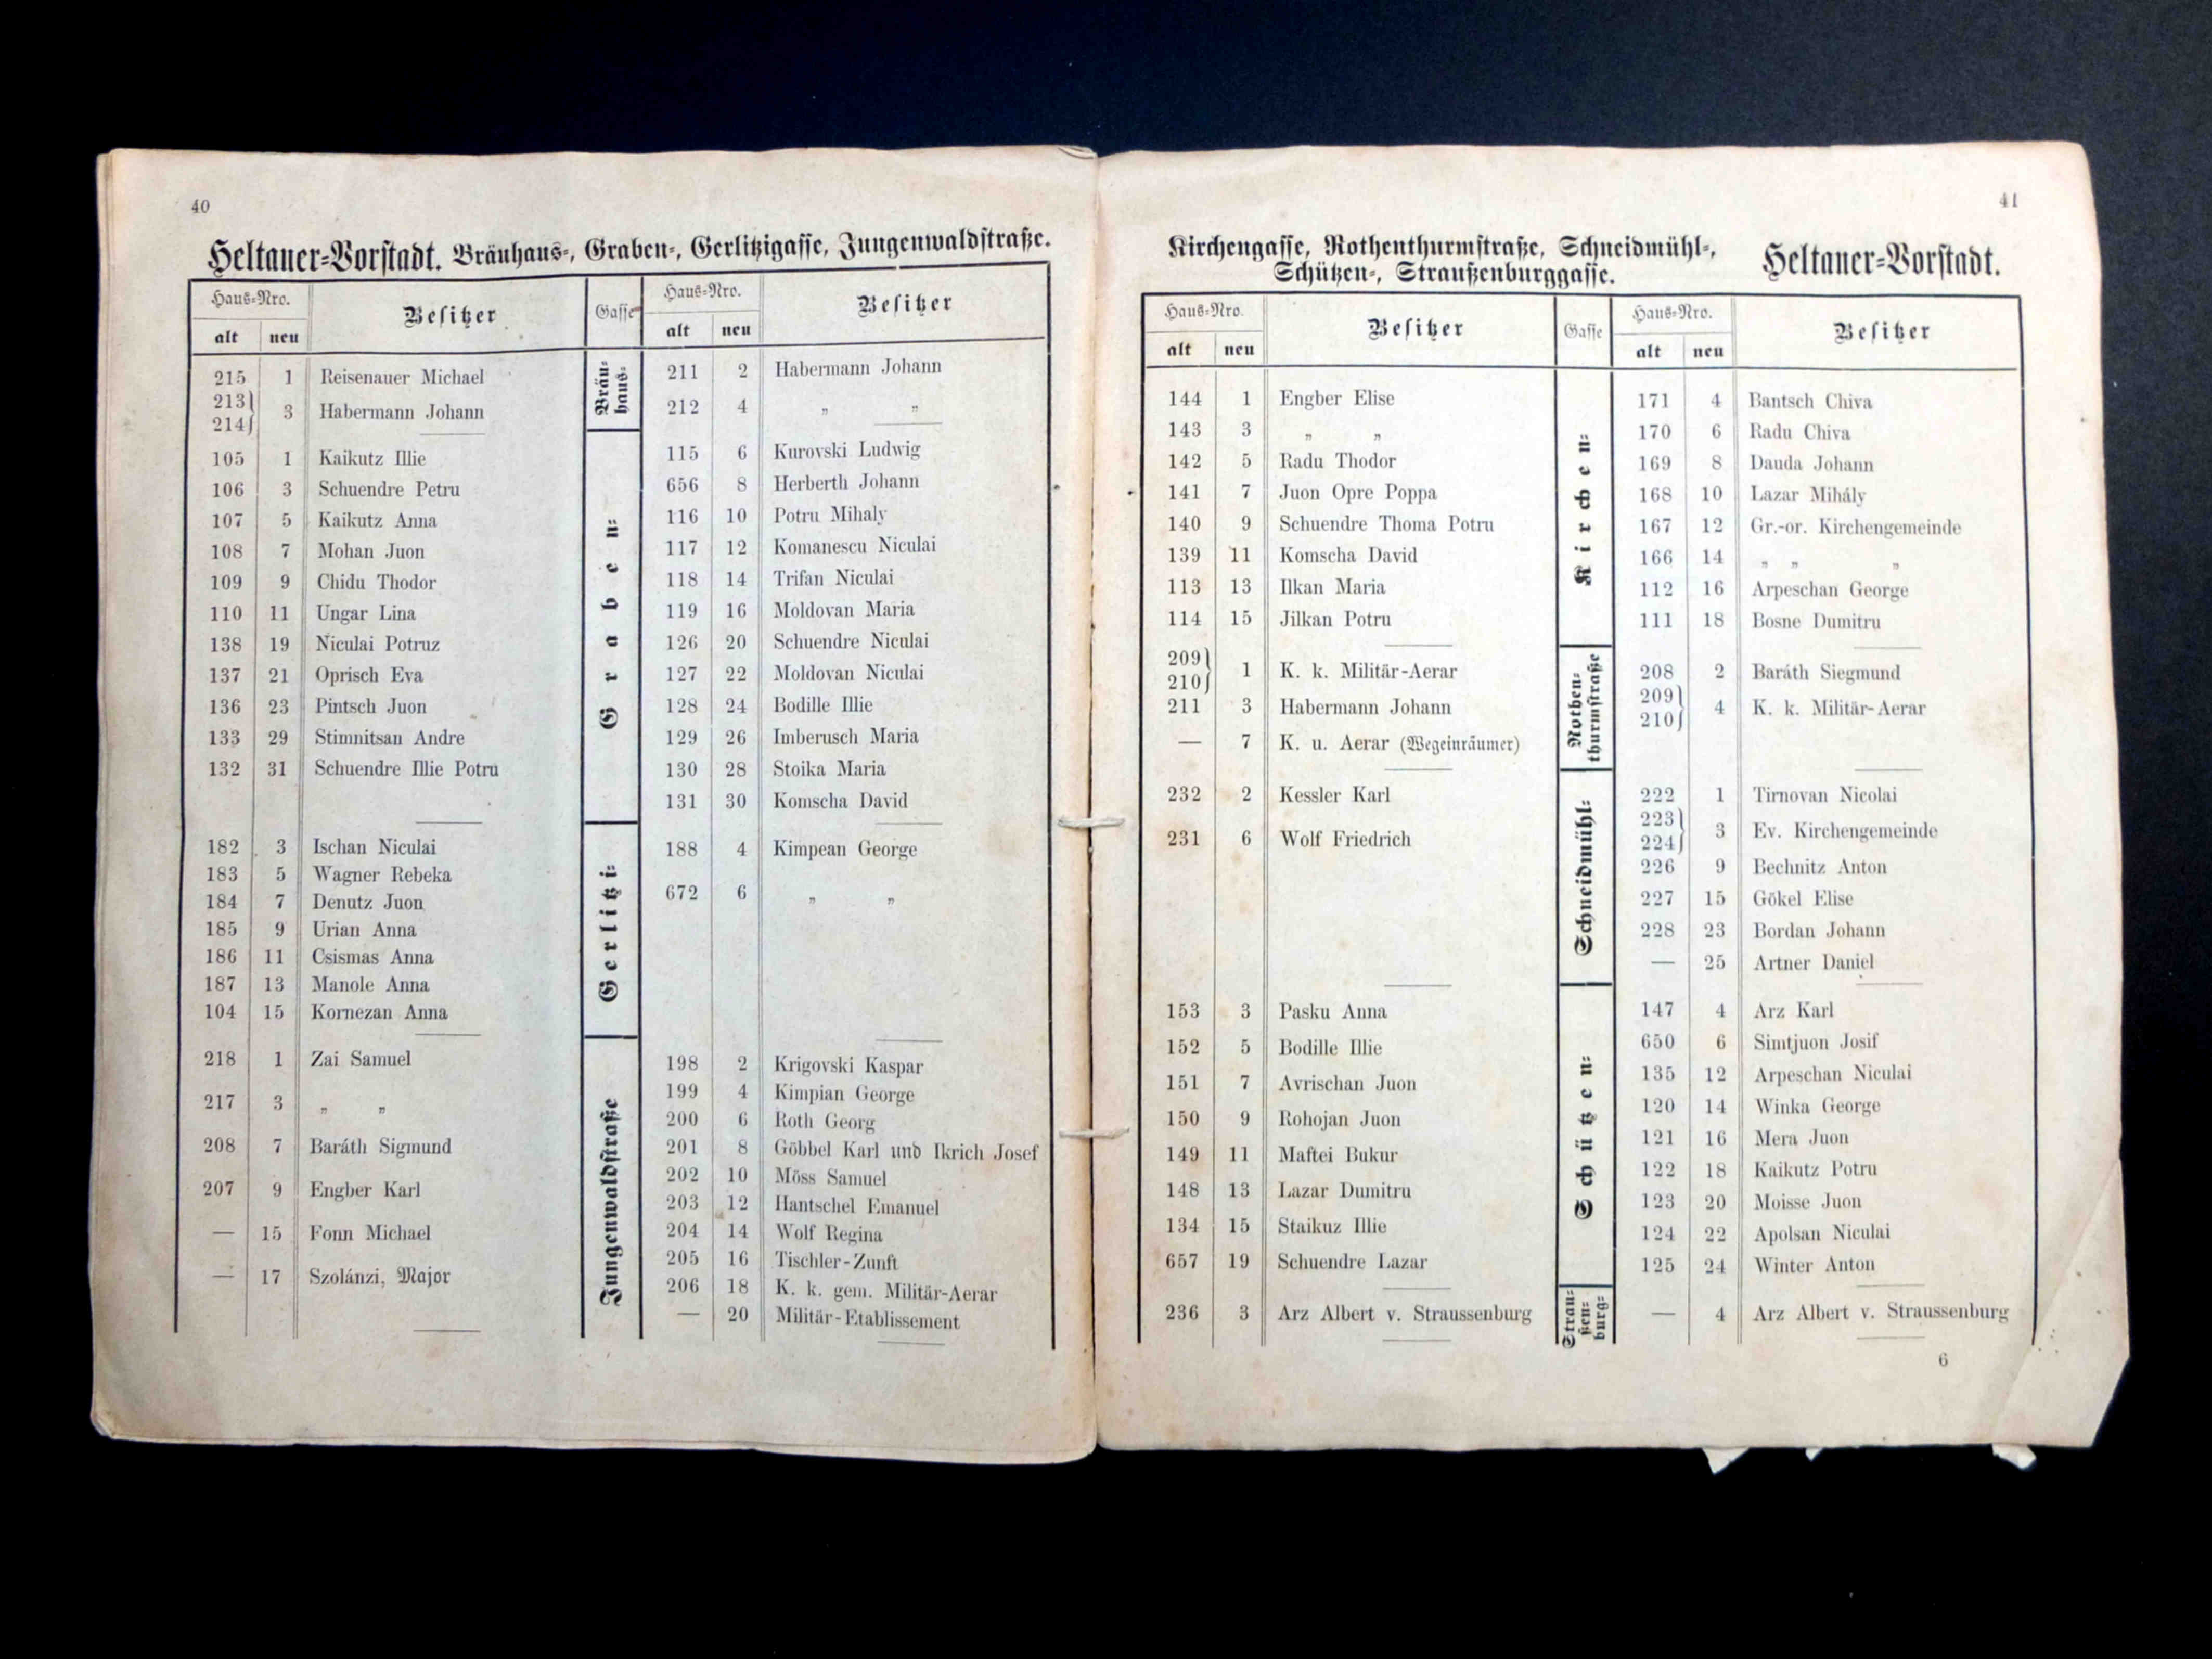 40
Heltauer-Vorstadt. Bräuhaus-, Graben-, Gerlitzigasse, Jungenwaldstraße.
Haus-Nro. Besitzer Gasse Haus-Nro. Besitzer
alt neu alt neu
Bräu-
haus-
215 1 Reisenauer Michael 211 2 Habermann Johann
213}
214} 3 Habermann Johann 212 4 „ „
Graben-
105 1 Kaikutz Illie 115 6 Kurovski Ludwig
106 3 Schuendre Petru 656 8 Herberth Johann
107 5 Kaikutz Anna 116 10 Potru Mihaly
108 7 Mohan Juon 117 12 Komanescu Niculai
109 9 Chidu Thodor 118 14 Trifan Niculai
110 11 Ungar Lina 119 16 Moldovan Maria
138 19 Niculai Potruz 126 20 Schuendre Niculai
137 21 Oprisch Eva 127 22 Moldovan Niculai
136 23 Pintsch Juon 128 24 Bodille Illie
133 29 Stimnitsan Andre 129 26 Imberusch Maria
132 31 Schuendre Illie Potru 130 28 Stoika Maria
131 30 Komscha David
Gerlitzi-
182 3 Ischan Niculai 188 4 Kimpean George
183 5 Wagner Rebeka
184 7 Denutz Juon 672 6 „ „
185 9 Urian Anna
186 11 Csismas Anna
187 13 Manole Anna
104 15 Kornezan Anna
Jungenwaldstraße
218 1 Zai Samuel 198 2 Krigovski Kaspar
199 4 Kimpian George
217 3 „ „ 200 6 Roth Georg
208 7 Baráth Sigmund 201 8 Göbbel Karl und Ikrich Josef
202 10 Möss Samuel
207 9 Engber Karl 203 12 Hantschel Emanuel
— 15 Fonn Michael 204 14 Wolf Regina
205 16 Tischler-Zunft
— 17 Szolánzi, Major 206 18 K. k. gem. Militär-Aerar
— 20 Militär-Etablissement
41
Kirchengasse, Rothenthurmstraße, Schneidmühl-,
Schützen-, Straußenburggasse. Heltauer-Vorstadt.
Haus-Nro. Besitzer Gasse Haus-Nro. Besitzer
alt neu alt neu
Kirchen-
144 1 Engber Elise 171 4 Bantsch Chiva
143 3 „ „ 170 6 Radu Chiva
142 5 Radu Thodor 169 8 Dauda Johann
141 7 Juon Opre Poppa 168 10 Lazar Mihály
140 9 Schuendre Thoma Potru 167 12 Gr.-or. Kirchengemeinde
139 11 Komscha David 166 14 „ „ „
113 13 Ilkan Maria 112 16 Arpeschan George
114 15 Jilkan Potru 111 18 Bosne Dumitru
Rothen-
thurmstraße
209}
210} 1 K. k. Militär-Aerar 208 2 Baráth Siegmund
211 3 Habermann Johann 209}
210} 4 K. k. Militär-Aerar
— 7 K. u. Aerar (Wegeinräumer)
Schneidmühl-
232 2 Kessler Karl 222 1 Tirnovan Nicolai
231 6 Wolf Friedrich 223}
224} 3 Ev. Kirchengemeinde
226 9 Bechnitz Anton
227 15 Gökel Elise
228 23 Bordan Johann
— 25 Artner Daniel
Schützen-
153 3 Pasku Anna 147 4 Arz Karl
152 5 Bodille Illie 650 6 Simtjuon Josif
151 7 Avrischan Juon 135 12 Arpeschan Niculai
150 9 Rohojan Juon 120 14 Winka George
149 11 Maftei Bukur 121 16 Mera Juon
148 13 Lazar Dumitru 122 18 Kaikutz Potru
134 15 Staikuz Illie 123 20 Moisse Juon
657 19 Schuendre Lazar 124 22 Apolsan Niculai
125 24 Winter Anton
Strau-
ßen-
burg-
236 3 Arz Albert v. Straussenburg — 4 Arz Albert v. Straussenburg
6